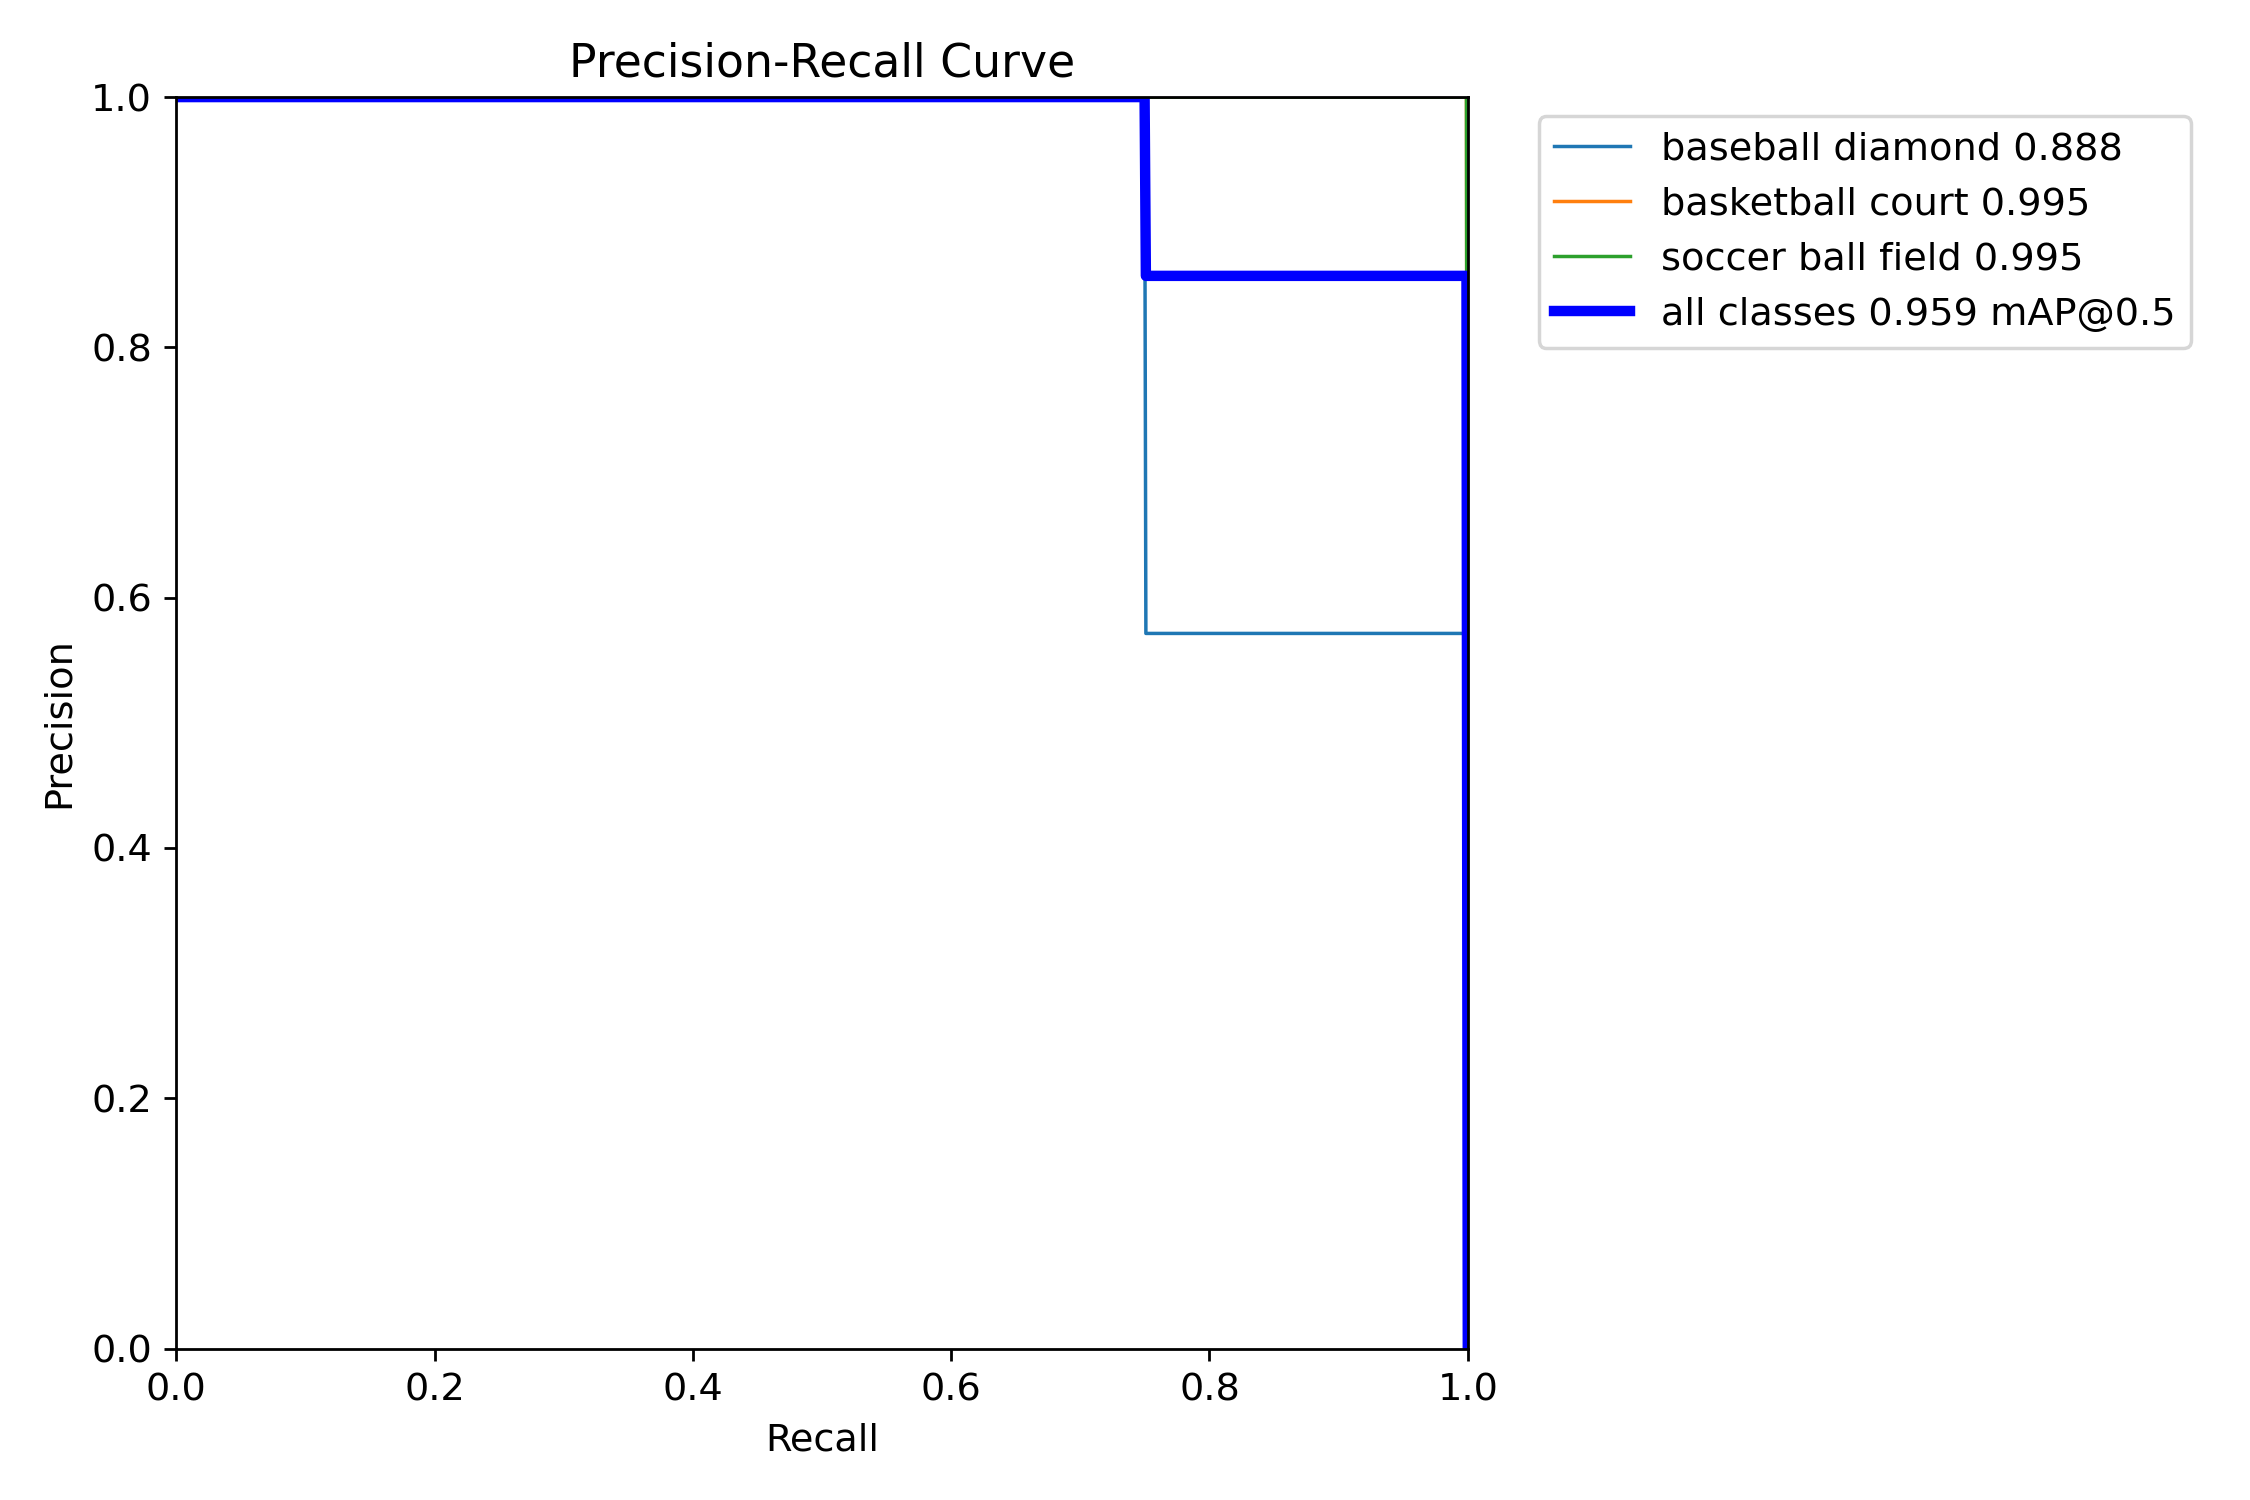 Precision-Recall Curve
1.0
0.8
0.6
0.4
0.2
0.0
Precision
0.0 0.2 0.4 0.6 0.8 1.0
Recall
baseball diamond 0.888
basketball court 0.995
soccer ball field 0.995
all classes 0.959 mAP@0.5